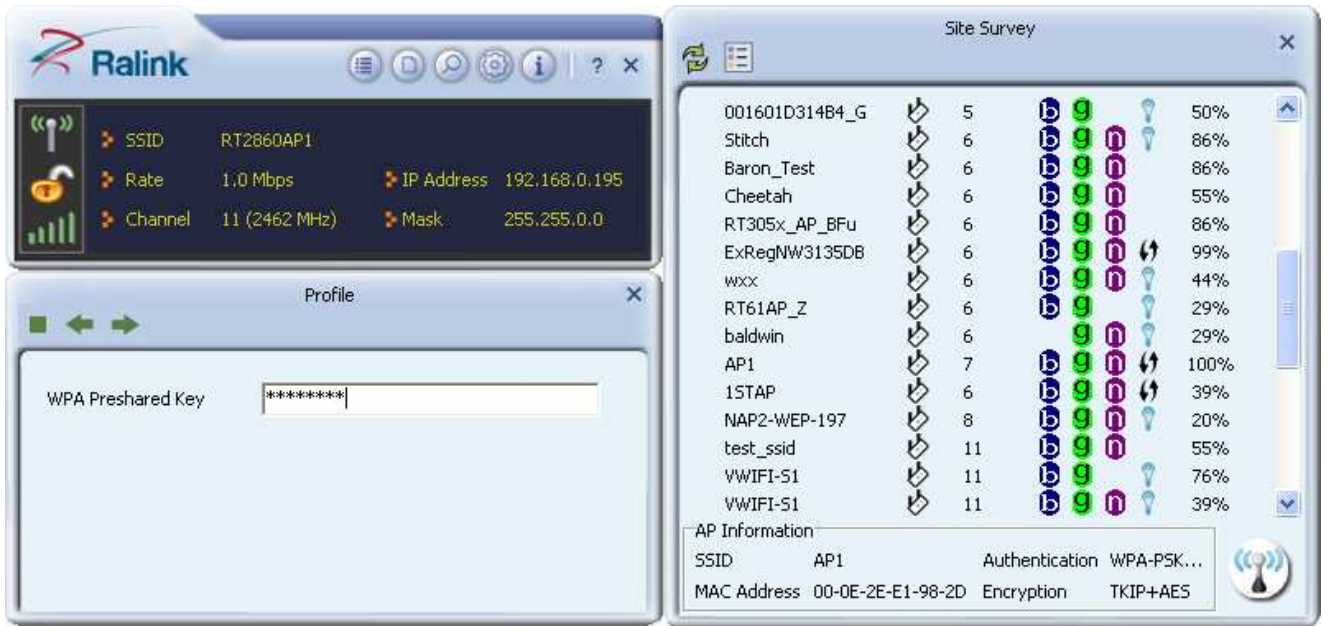 Ralink
? ×
SSID RT2860AP1
Rate 1.0 Mbps IP Address 192.168.0.195
Channel 11 (2462 MHz) Mask 255.255.0.0
Profile ×
WPA Preshared Key ********
Site Survey ×
001601D314B4_G 5 b g 50%
Stitch 6 b g n 86%
Baron_Test 6 b g n 86%
Cheetah 6 b g n 55%
RT305x_AP_BFu 6 b g n 86%
ExRegNW3135DB 6 b g n 99%
wxx 6 b g n 44%
RT61AP_Z 6 b g 29%
baldwin 6 g n 29%
AP1 7 b g n 100%
1STAP 6 b g n 39%
NAP2-WEP-197 8 b g n 20%
test_ssid 11 b g n 55%
VWIFI-S1 11 b g 76%
VWIFI-S1 11 b g n 39%
AP Information
SSID AP1 Authentication WPA-PSK...
MAC Address 00-0E-2E-E1-98-2D Encryption TKIP+AES